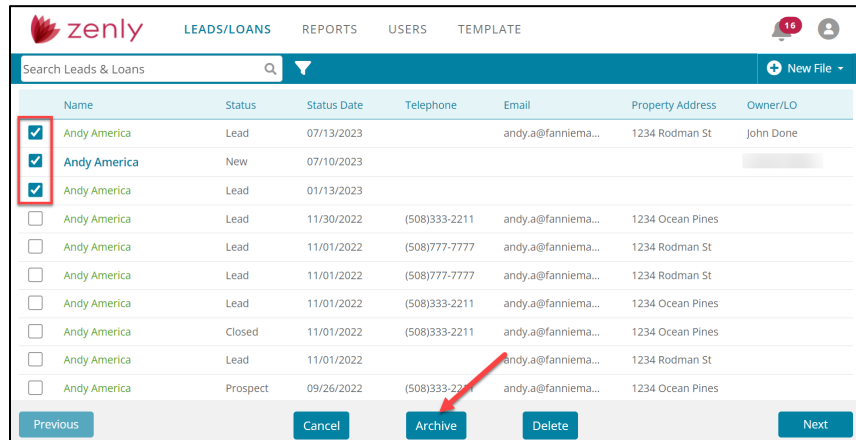 zenly LEADS/LOANS REPORTS USERS TEMPLATE 16
Search Leads & Loans New File
Name Status Status Date Telephone Email Property Address Owner/LO
Andy America Lead 07/13/2023 andy.a@fanniema... 1234 Rodman St John Done
Andy America New 07/10/2023
Andy America Lead 01/13/2023
Andy America Lead 11/30/2022 (508)333-2211 andy.a@fanniema... 1234 Ocean Pines
Andy America Lead 11/01/2022 (508)777-7777 andy.a@fanniema... 1234 Rodman St
Andy America Lead 11/01/2022 (508)777-7777 andy.a@fanniema... 1234 Rodman St
Andy America Lead 11/01/2022 (508)333-2211 andy.a@fanniema... 1234 Ocean Pines
Andy America Closed 11/01/2022 (508)333-2211 andy.a@fanniema... 1234 Ocean Pines
Andy America Lead 11/01/2022 andy.a@fanniema... 1234 Rodman St
Andy America Prospect 09/26/2022 (508)333-2211 andy.a@fanniema... 1234 Ocean Pines
Previous Cancel Archive Delete Next